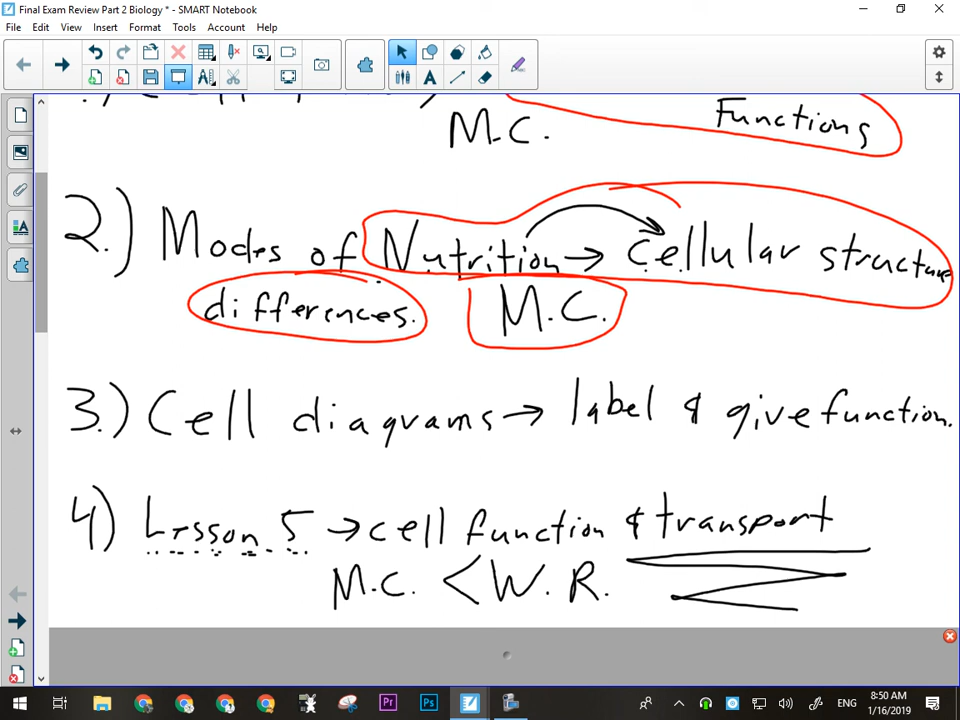 Final Exam Review Part 2 Biology * - SMART Notebook
File Edit View Insert Format Tools Account Help
Functions
M.C.
2.) Modes of Nutrition → Cellular structure
differences. M.C.
3.) Cell diagrams → label & give function.
4) Lesson 5 → cell function & transport
M.C. < W.R.
ENG
8:50 AM
1/16/2019